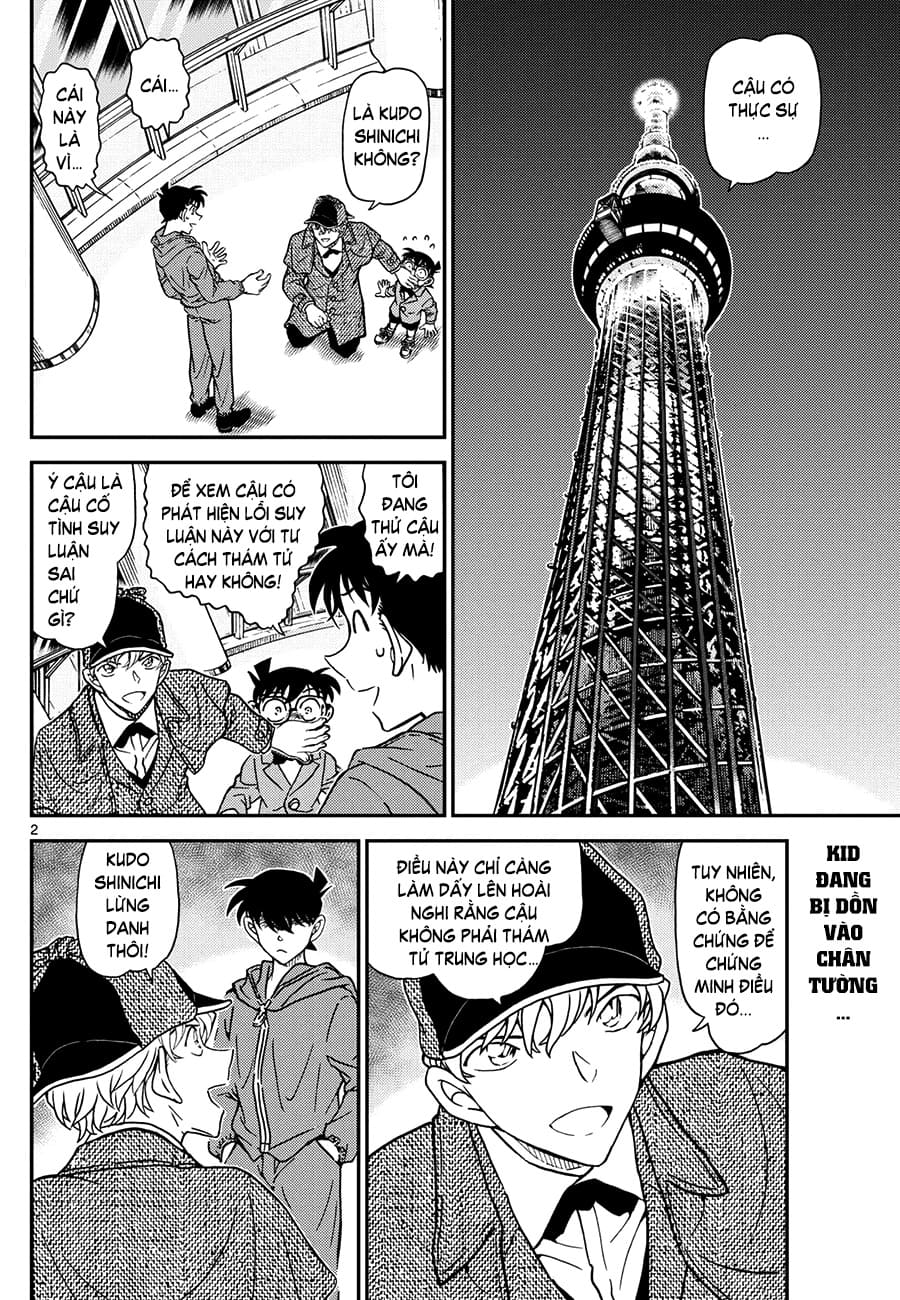 CẬU CÓ
THỰC SỰ
...
LÀ KUDO
SHINICHI
KHÔNG?
CÁI...
CÁI
NÀY LÀ
VÌ...
TÔI
ĐANG
THỬ CẬU
ẤY MÀ!
ĐỂ XEM CẬU CÓ
PHÁT HIỆN LỖI SUY
LUẬN NÀY VỚI TƯ
CÁCH THÁM TỬ
HAY KHÔNG!
Ý CẬU LÀ
CẬU CỐ
TÌNH SUY
LUẬN
SAI
CHỨ
GÌ?
2
KID
ĐANG
BỊ DỒN
VÀO
CHÂN
TƯỜNG
...
TUY NHIÊN,
KHÔNG
CÓ BẰNG
CHỨNG ĐỂ
CHỨNG
MINH ĐIỀU
ĐÓ...
ĐIỀU NÀY CHỈ CÀNG
LÀM DẤY LÊN HOÀI
NGHI RẰNG CẬU
KHÔNG PHẢI THÁM
TỬ TRUNG HỌC...
KUDO
SHINICHI
LỪNG
DANH
THÔI!